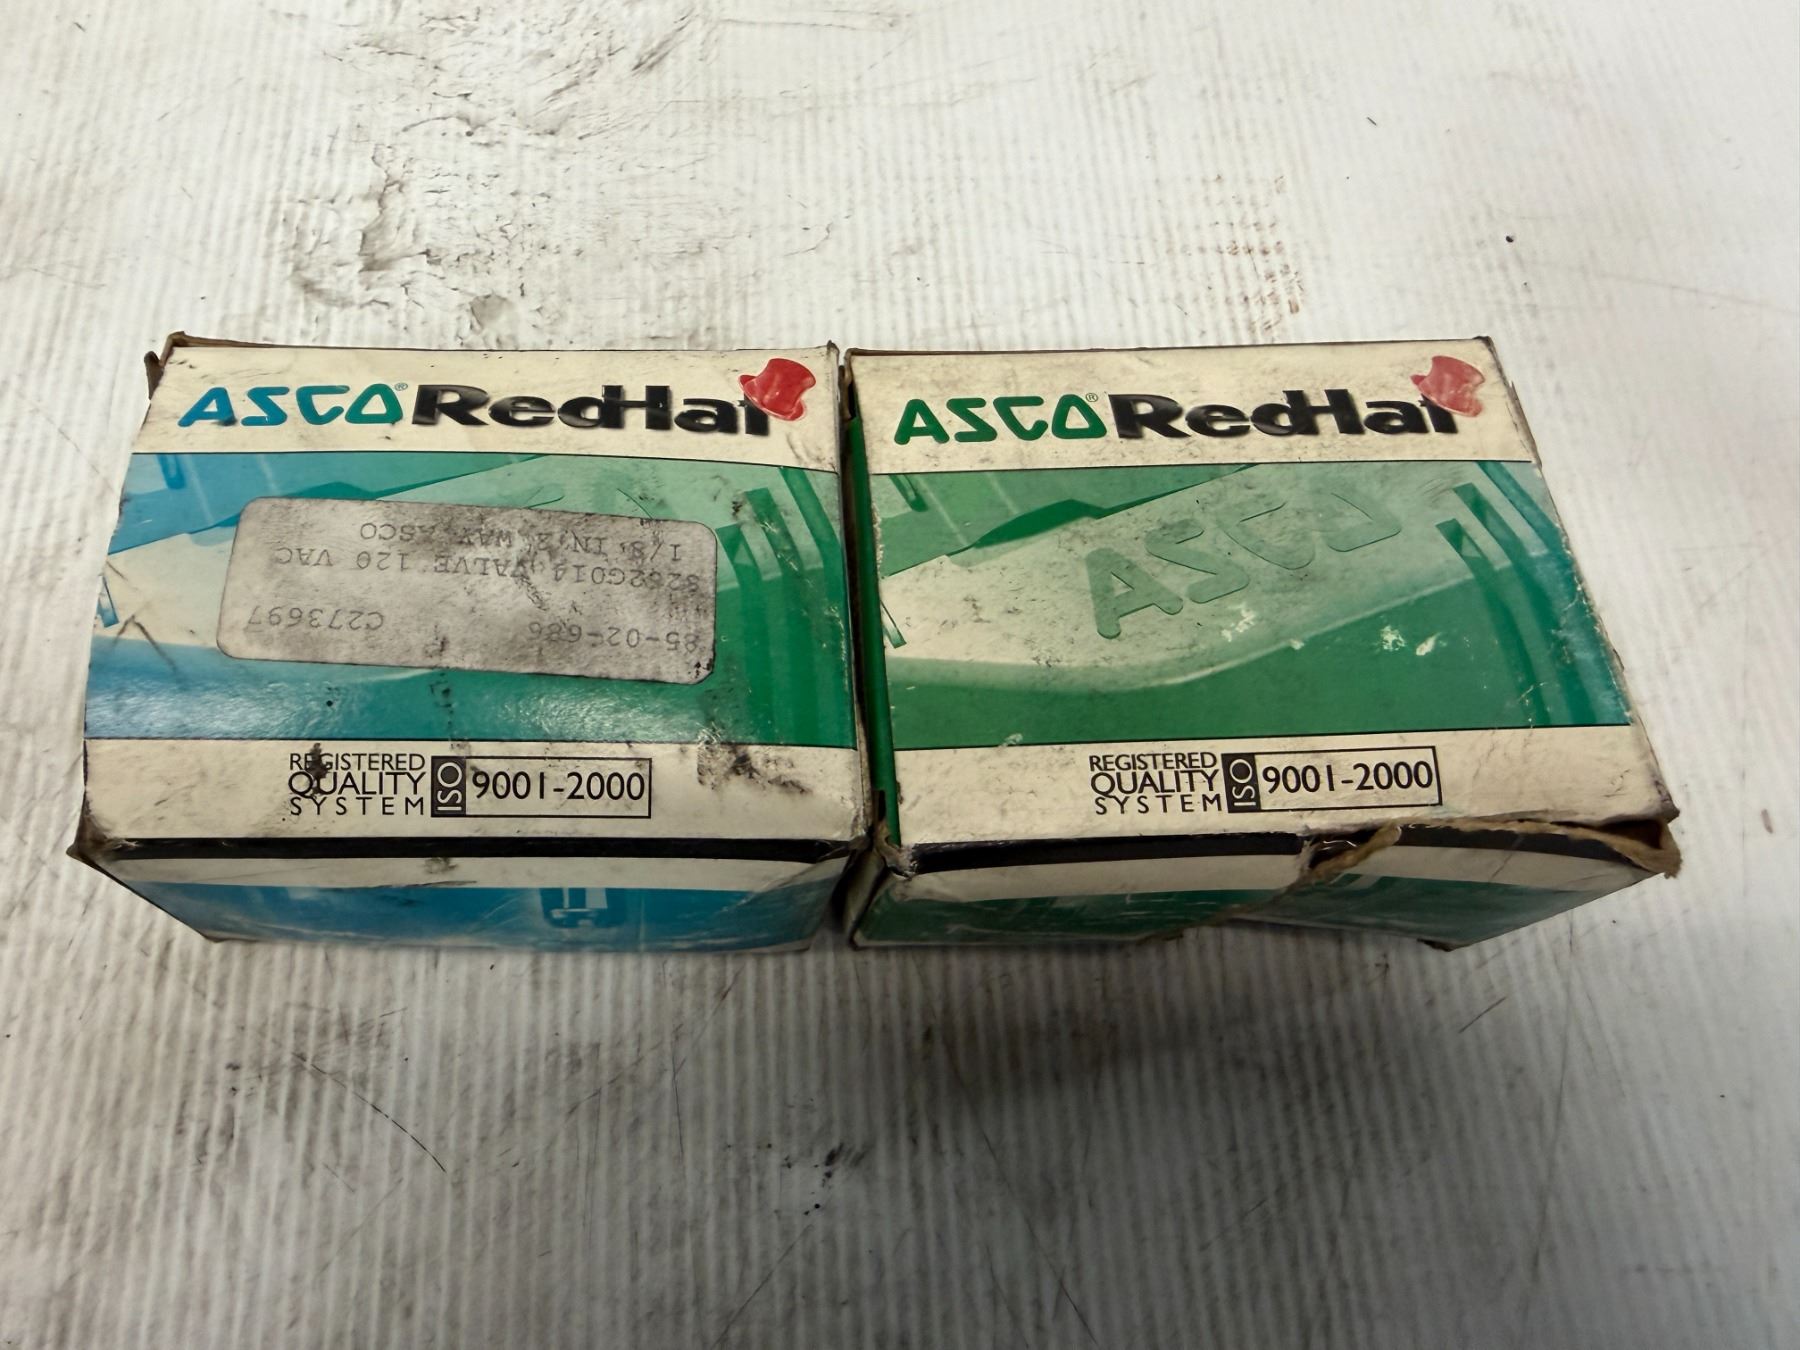 ASCO® RedHat
85-02-686 C273697
VALVE 120 VAC
1/8 IN 2 WAY ASCO
REGISTERED
QUALITY
SYSTEM
ISO 9001-2000
ASCO® RedHat
ASCO
REGISTERED
QUALITY
SYSTEM
ISO 9001-2000